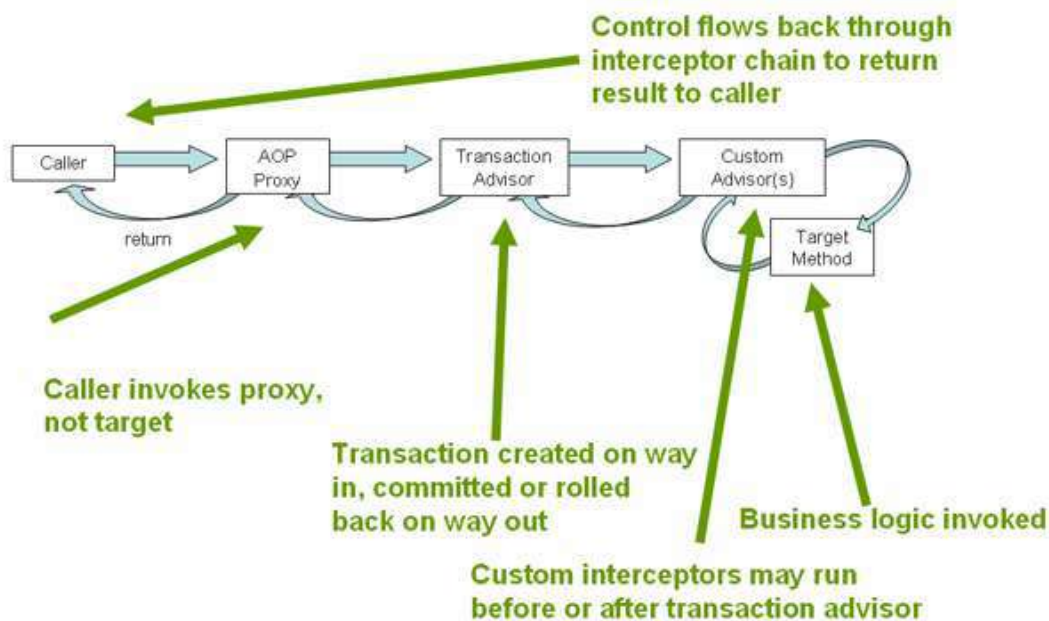 Control flows back through
interceptor chain to return
result to caller
Caller
AOP
Proxy
Transaction
Advisor
Custom
Advisor(s)
return
Target
Method
Caller invokes proxy,
not target
Transaction created on way
in, committed or rolled
back on way out
Business logic invoked
Custom interceptors may run
before or after transaction advisor